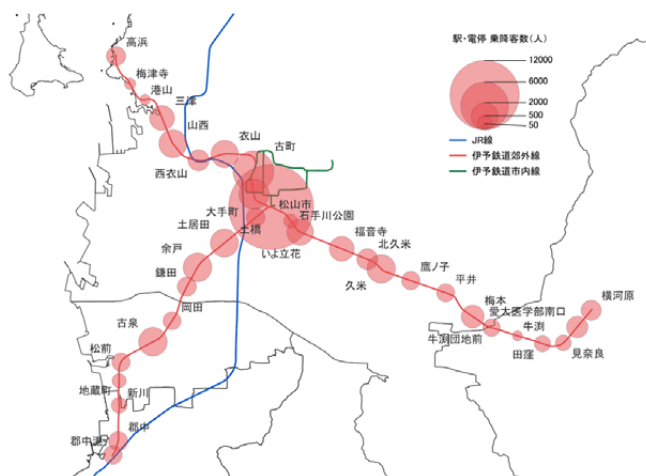 駅・電停 乗降客数（人）
12000
6000
2000
500
50
JR線
伊予鉄道郊外線
伊予鉄道市内線
高浜
梅津寺
港山
三津
山西
西衣山
衣山
古町
大手町
松山市
石手川公園
いよ立花
土橋
土居田
余戸
鎌田
岡田
古泉
松前
地蔵町
新川
郡中
郡中港
福音寺
北久米
久米
鷹ノ子
平井
梅本
愛大医学部南口
牛渕団地前
牛渕
田窪
見奈良
横河原